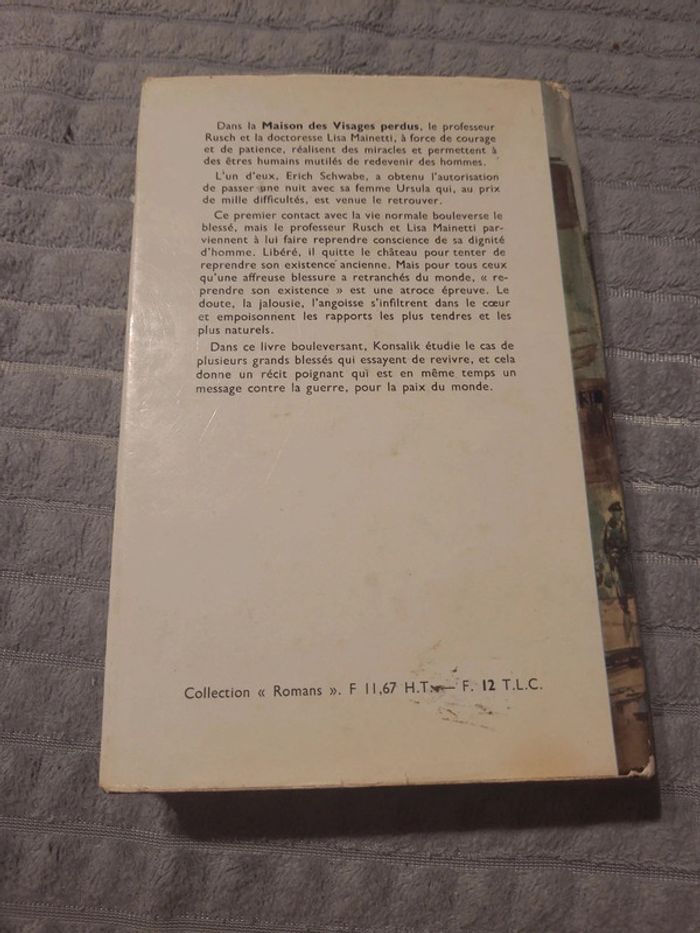 Dans la Maison des Visages perdus, le professeur
Rusch et la doctoresse Lisa Mainetti, à force de courage
et de patience, réalisent des miracles et permettent à
des êtres humains mutilés de redevenir des hommes.
L'un d'eux, Erich Schwabe, a obtenu l'autorisation
de passer une nuit avec sa femme Ursula qui, au prix
de mille difficultés, est venue le retrouver.
Ce premier contact avec la vie normale bouleverse le
blessé, mais le professeur Rusch et Lisa Mainetti par-
viennent à lui faire reprendre conscience de sa dignité
d'homme. Libéré, il quitte le château pour tenter de
reprendre son existence ancienne. Mais pour tous ceux
qu'une affreuse blessure a retranchés du monde, « re-
prendre son existence » est une atroce épreuve. Le
doute, la jalousie, l'angoisse s'infiltrent dans le cœur
et empoisonnent les rapports les plus tendres et les
plus naturels.
Dans ce livre bouleversant, Konsalik étudie le cas de
plusieurs grands blessés qui essayent de revivre, et cela
donne un récit poignant qui est en même temps un
message contre la guerre, pour la paix du monde.
Collection « Romans ». F 11,67 H.T. — F. 12 T.L.C.